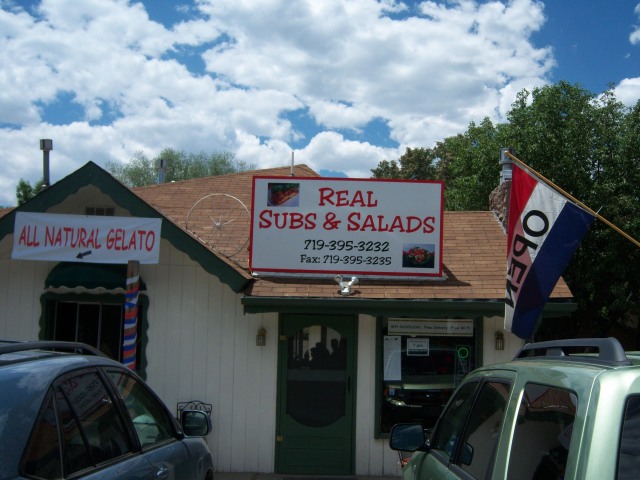 ALL NATURAL GELATO
REAL
SUBS & SALADS
719-395-3232
FAX: 719-395-3235
OPEN